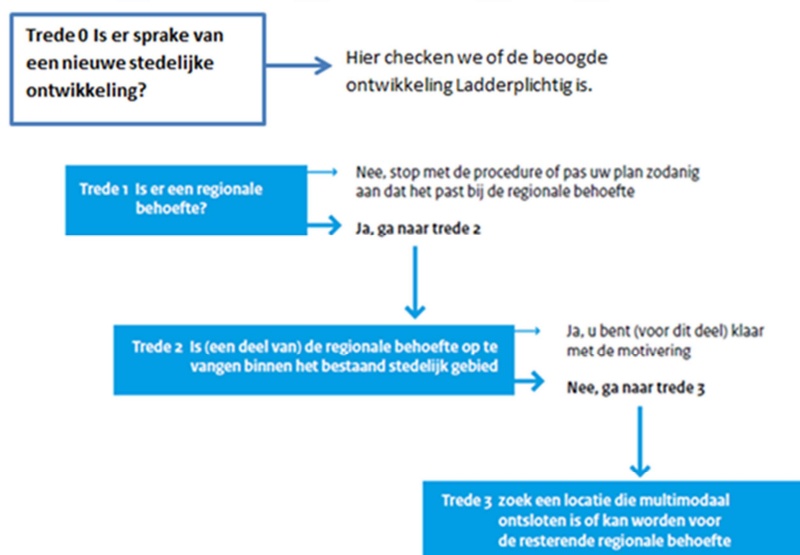 Trede 0 Is er sprake van
een nieuwe stedelijke
ontwikkeling?
Hier checken we of de beoogde
ontwikkeling Ladderplichtig is.
Trede 1 Is er een regionale
behoefte?
Nee, stop met de procedure of pas uw plan zodanig
aan dat het past bij de regionale behoefte
Ja, ga naar trede 2
Trede 2 Is (een deel van) de regionale behoefte op te
vangen binnen het bestaand stedelijk gebied
Ja, u bent (voor dit deel) klaar
met de motivering
Nee, ga naar trede 3
Trede 3 zoek een locatie die multimodaal
ontsloten is of kan worden voor
de resterende regionale behoefte